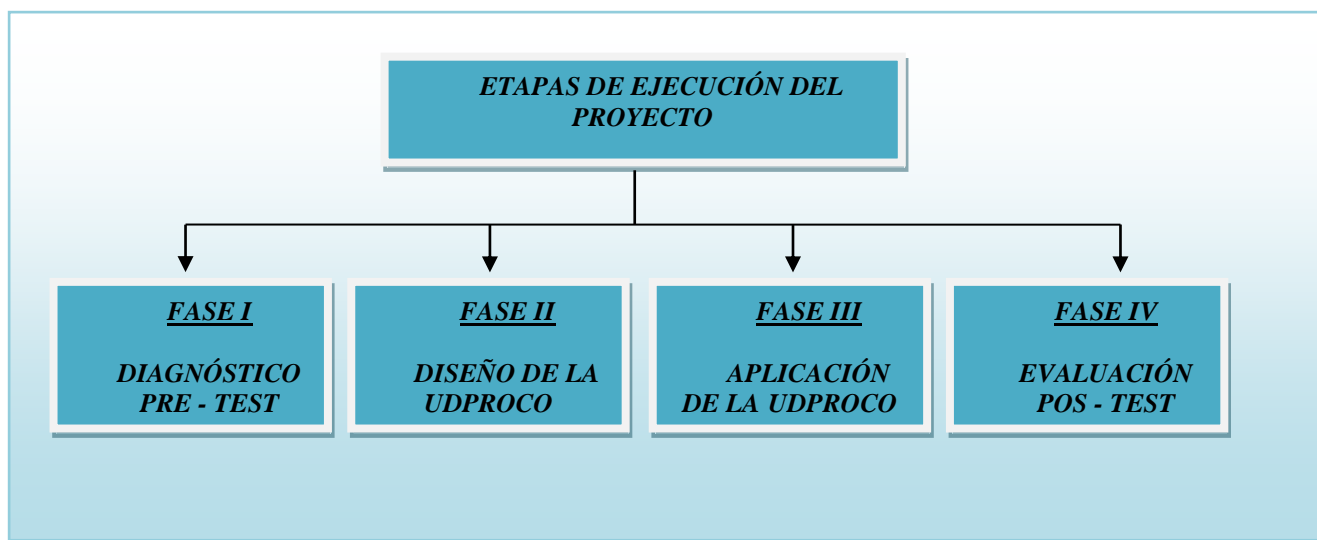 ETAPAS DE EJECUCIÓN DEL
PROYECTO
FASE I
DIAGNÓSTICO
PRE - TEST
FASE II
DISEÑO DE LA
UDPROCO
FASE III
APLICACIÓN
DE LA UDPROCO
FASE IV
EVALUACIÓN
POS - TEST